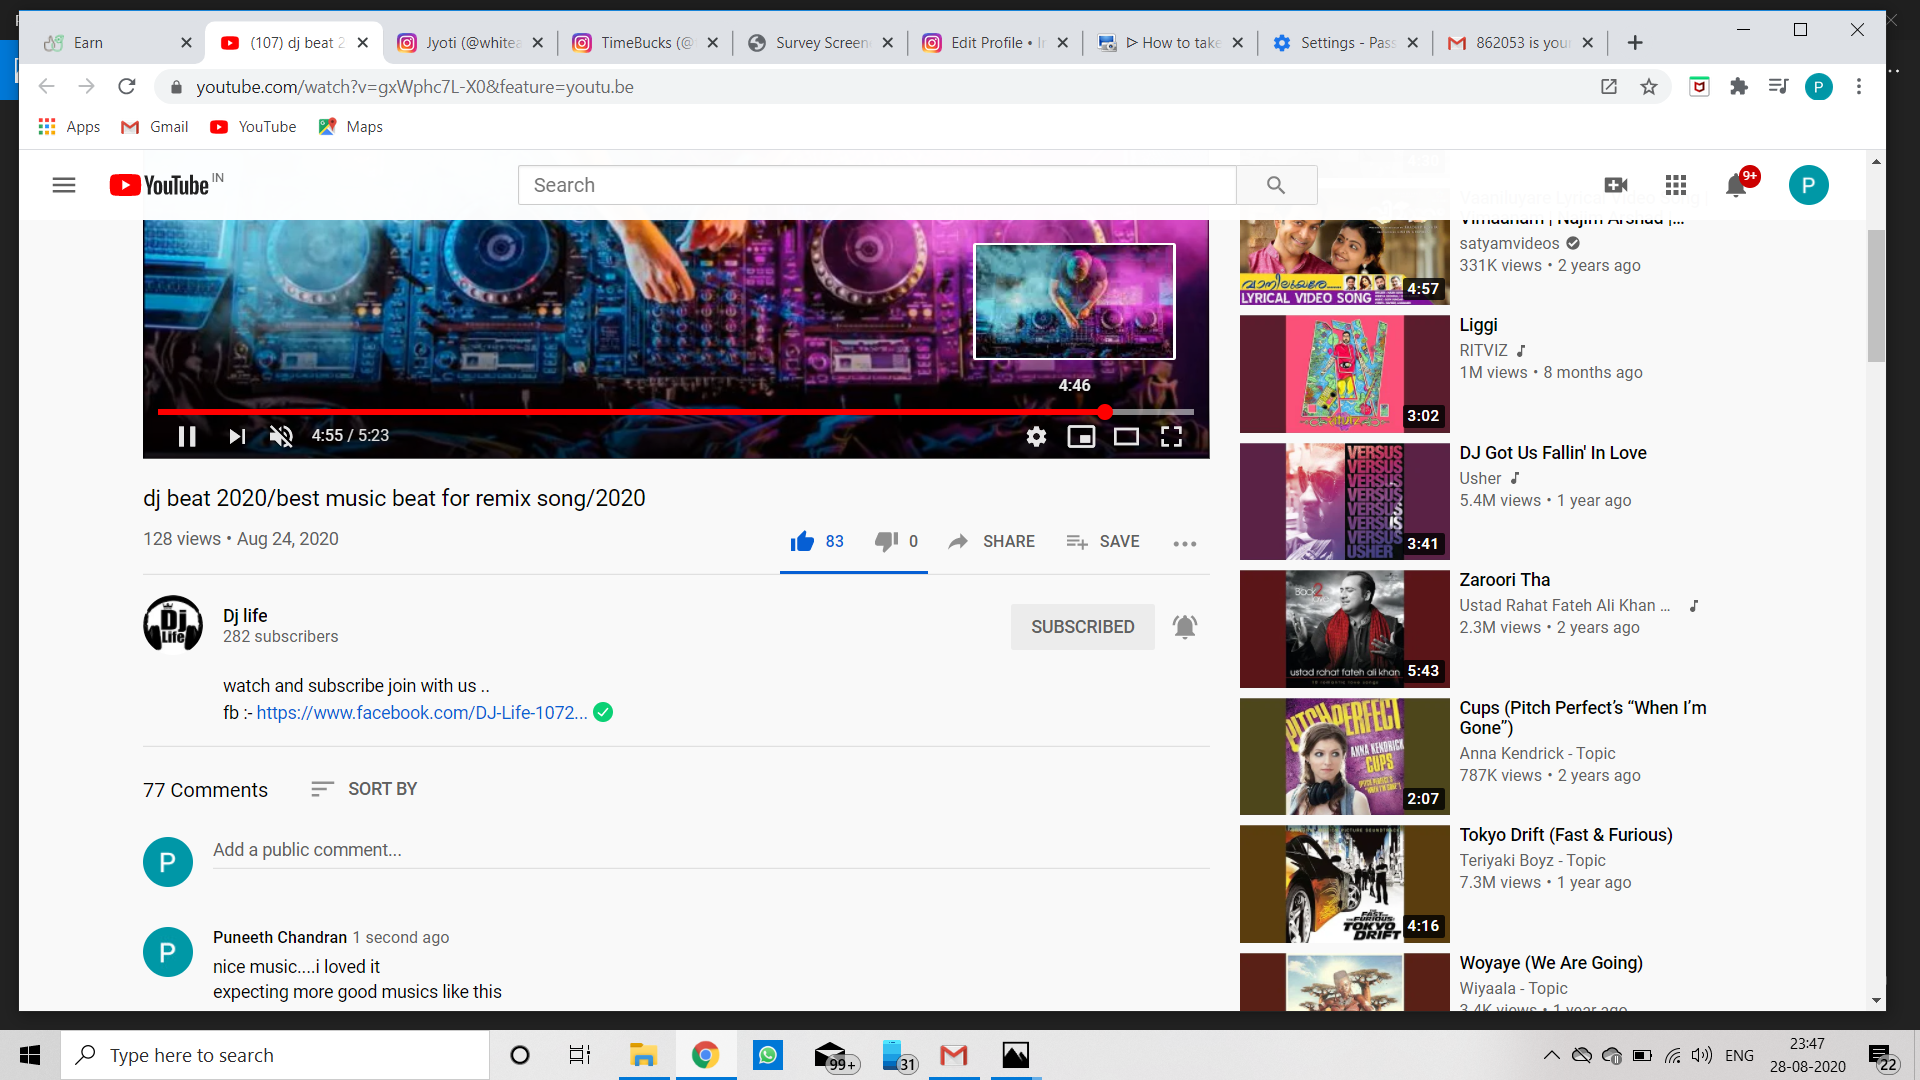 Earn
(107) dj beat 2
Jyoti (@whitea
TimeBucks (@
Survey Screen
Edit Profile • I
How to take
Settings - Pass
862053 is your
youtube.com/watch?v=gxWphc7L-X0&feature=youtu.be
P
Apps
Gmail
YouTube
Maps
YouTube IN
Search
9+
P
Vimaanam | Najim Arshad |...
satyamvideos
331K views • 2 years ago
LYRICAL VIDEO SONG
4:57
Liggi
RITVIZ
1M views • 8 months ago
3:02
4:46
4:55 / 5:23
DJ Got Us Fallin' In Love
Usher
5.4M views • 1 year ago
VERSUS
VERSUS
VERSUS
VERSUS
VERSUS
VERSUS
USHER
3:41
dj beat 2020/best music beat for remix song/2020
128 views • Aug 24, 2020
83
0
SHARE
SAVE
Dj Life
Dj life
282 subscribers
SUBSCRIBED
watch and subscribe join with us ..
fb :- https://www.facebook.com/DJ-Life-1072...
Zaroori Tha
Ustad Rahat Fateh Ali Khan ...
2.3M views • 2 years ago
ustad rahat fateh ali khan
5:43
Cups (Pitch Perfect's “When I'm
Gone”)
Anna Kendrick - Topic
787K views • 2 years ago
PITCH PERFECT
ANNA KENDRICK
CUPS
2:07
77 Comments
SORT BY
P
Add a public comment...
Tokyo Drift (Fast & Furious)
Teriyaki Boyz - Topic
7.3M views • 1 year ago
TOKYO
DRIFT
4:16
P
Puneeth Chandran 1 second ago
nice music....i loved it
expecting more good musics like this
Woyaye (We Are Going)
Wiyaala - Topic
3.4K views • 1 year ago
Type here to search
99+
31
ENG
23:47
28-08-2020
22